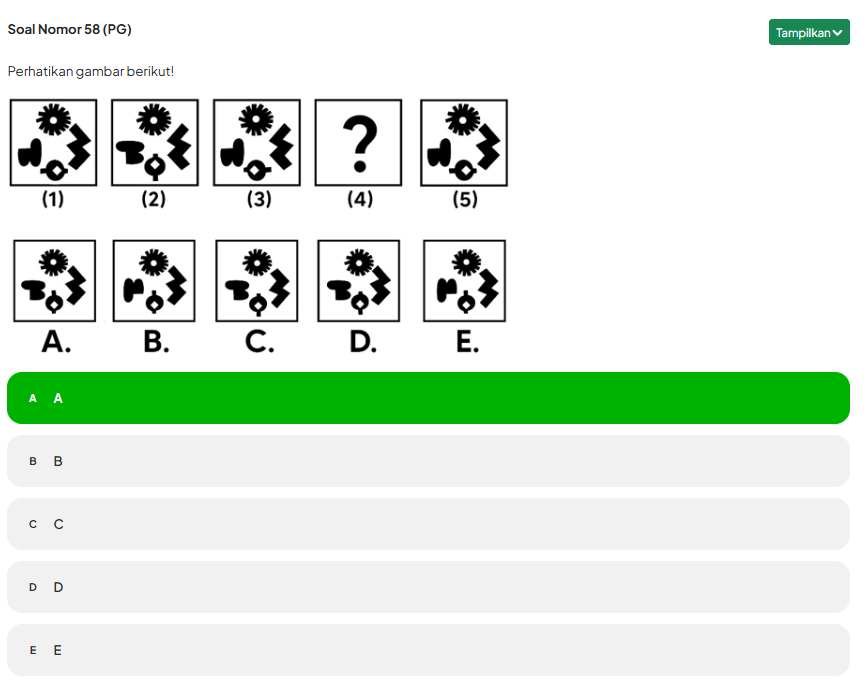 Soal Nomor 58 (PG)
Tampilkan
Perhatikan gambar berikut!
?
(1) (2) (3) (4) (5)
A. B. C. D. E.
A A
B B
C C
D D
E E